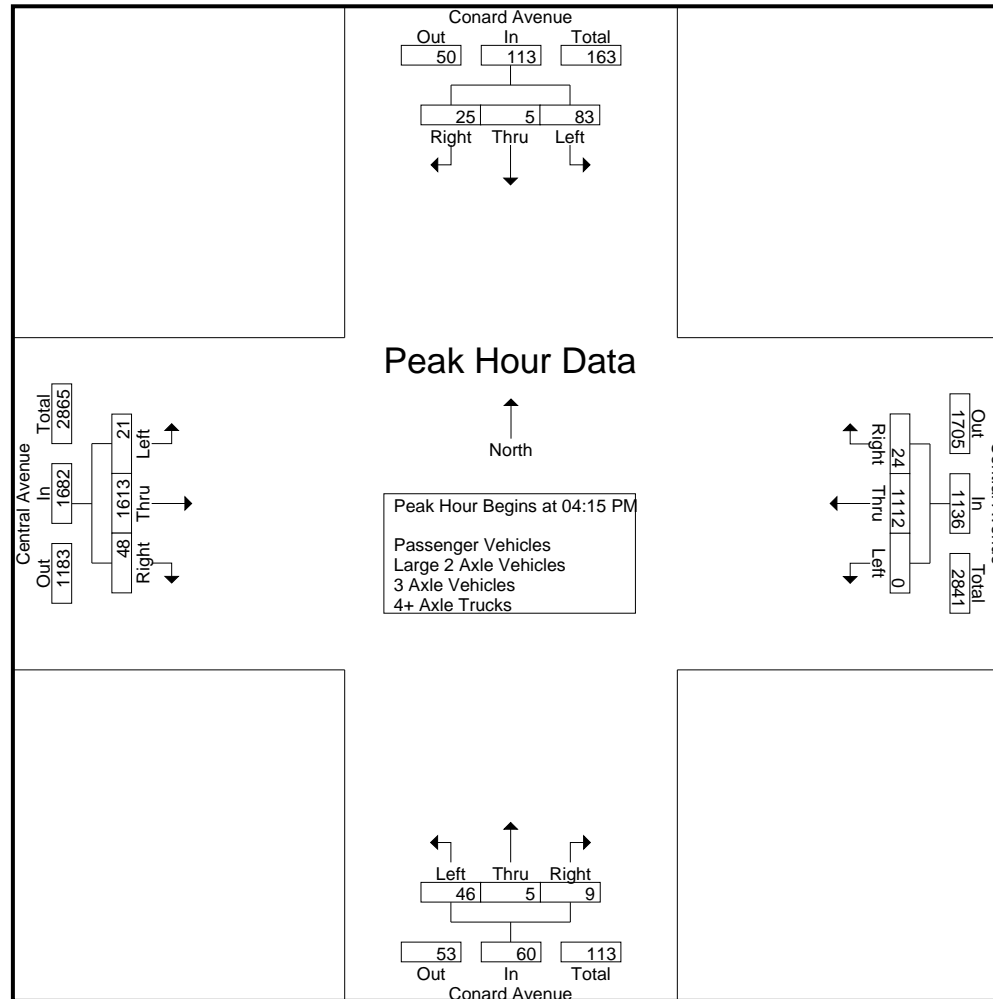 Conard Avenue
Out In Total
50 113 163
25 5 83
Right Thru Left
Peak Hour Data
North
Peak Hour Begins at 04:15 PM
Passenger Vehicles
Large 2 Axle Vehicles
3 Axle Vehicles
4+ Axle Trucks
Central Avenue
Out In Total
1183 1682 2865
48 1613 21
Right Thru Left
Out In Total
1705 1136 2841
24 1112 0
Right Thru Left
Left Thru Right
46 5 9
53 60 113
Out In Total
Conard Avenue